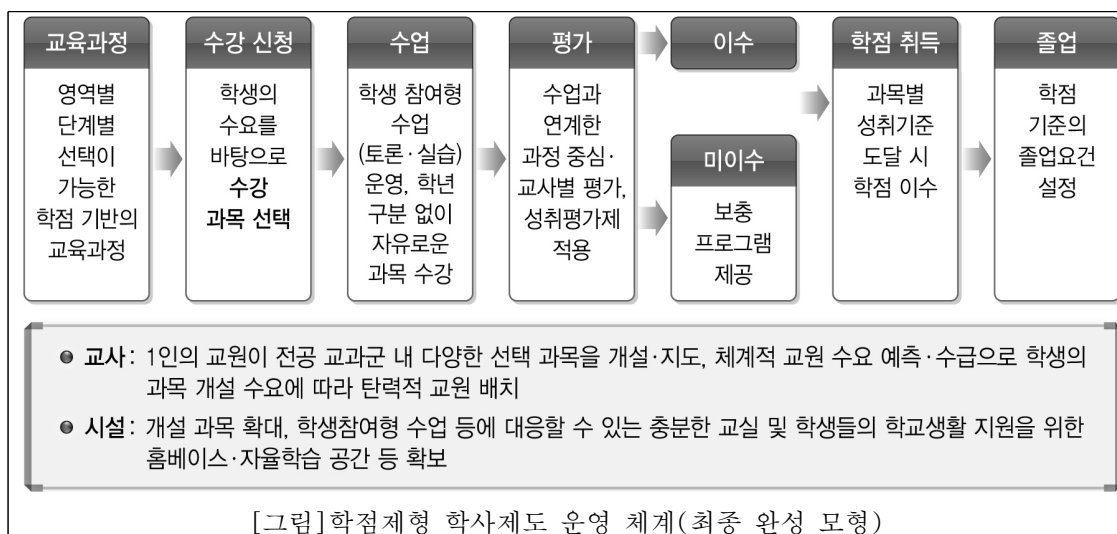 교육과정
영역별
단계별
선택이
가능한
학점 기반의
교육과정
수강 신청
학생의
수요를
바탕으로
수강
과목 선택
수업
학생 참여형
수업
(토론·실습)
운영, 학년
구분 없이
자유로운
과목 수강
평가
수업과
연계한
과정 중심·
교사별 평가,
성취평가제
적용
이수
미이수
보충
프로그램
제공
학점 취득
과목별
성취기준
도달 시
학점 이수
졸업
학점
기준의
졸업요건
설정
교사: 1인의 교원이 전공 교과군 내 다양한 선택 과목을 개설·지도, 체계적 교원 수요 예측·수급으로 학생의
과목 개설 수요에 따라 탄력적 교원 배치
시설: 개설 과목 확대, 학생참여형 수업 등에 대응할 수 있는 충분한 교실 및 학생들의 학교생활 지원을 위한
홈베이스·자율학습 공간 등 확보
[그림]학점제형 학사제도 운영 체계(최종 완성 모형)